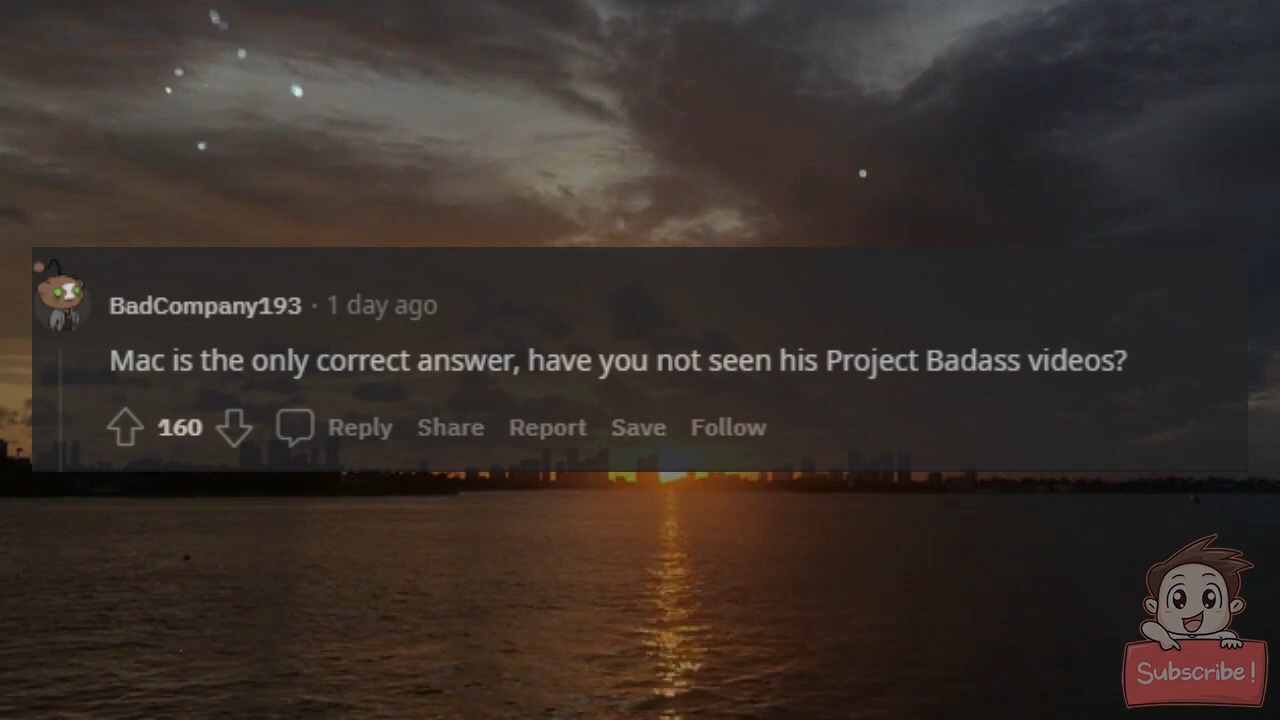 BadCompany193 · 1 day ago
Mac is the only correct answer, have you not seen his Project Badass videos?
160 Reply Share Report Save Follow
Subscribe!